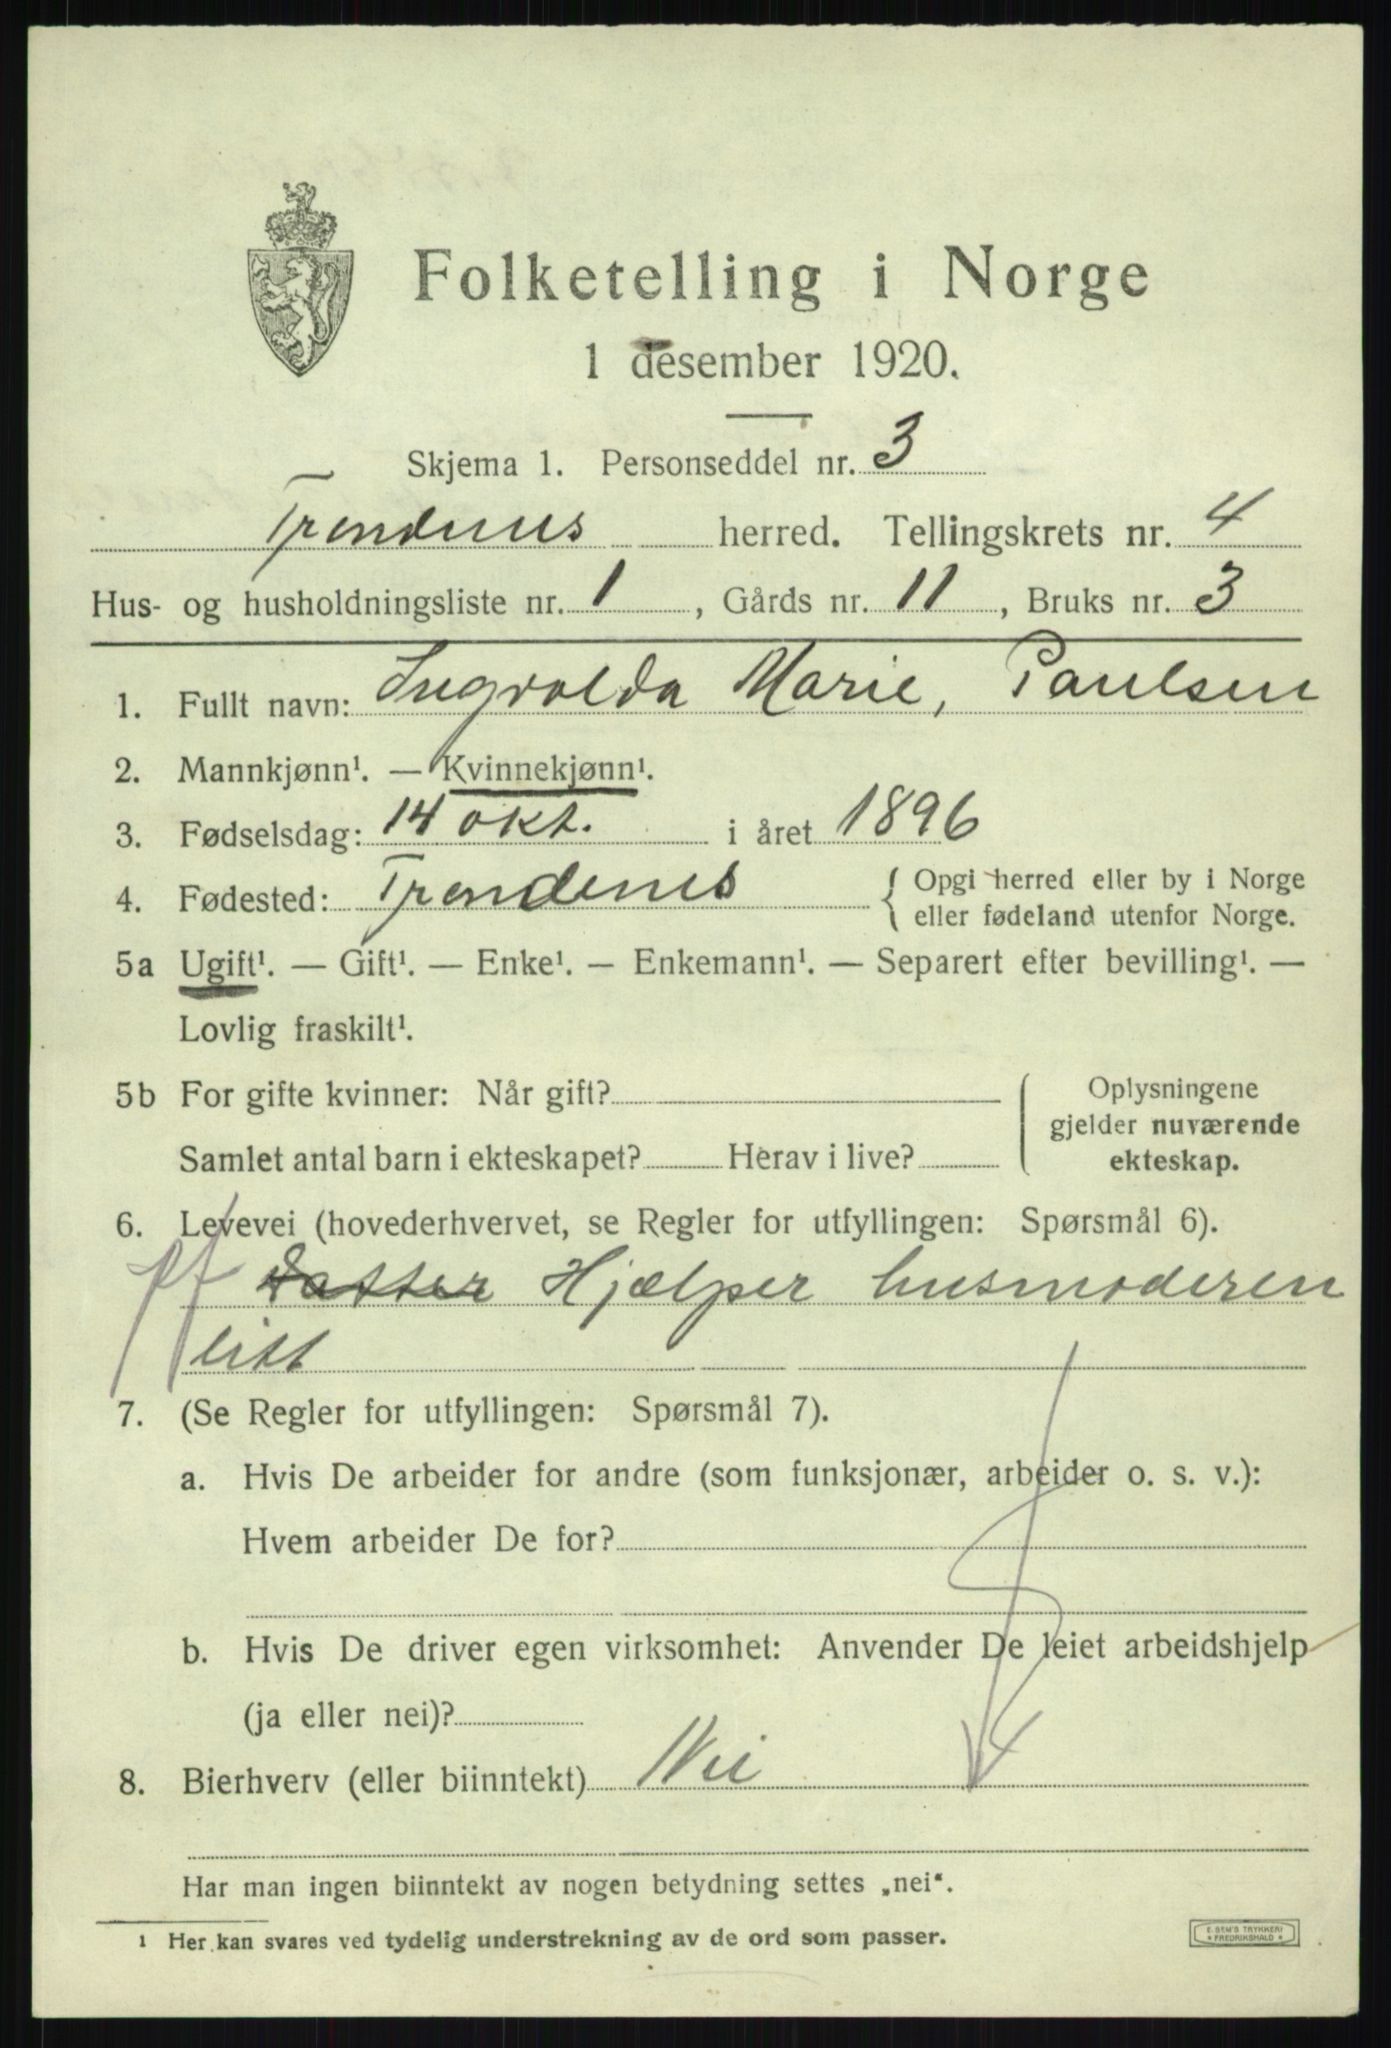 Folketelling i Norge
1 desember 1920.
Skjema 1. Personseddel nr. 3
Trondenes herred. Tellingskrets nr. 4
Hus- og husholdningsliste nr. 1, Gårds nr. 11, Bruks nr. 3
1. Fullt navn: Ingvolda Marie, Paulsen
2. Mannkjønn¹. — Kvinnekjønn¹.
3. Fødselsdag: 14 okt. i året 1896
4. Fødested: Trondenes { Opgi herred eller by i Norge
eller fødeland utenfor Norge.
5a Ugift¹. — Gift¹. — Enke¹. — Enkemann¹. — Separert efter bevilling¹. —
Lovlig fraskilt¹.
5b For gifte kvinner: Når gift?
Samlet antal barn i ekteskapet? Herav i live?
Oplysningene
gjelder nuværende
ekteskap.
6. Levevei (hovederhvervet, se Regler for utfyllingen: Spørsmål 6).
Datter Hjælper husmoderen
litt
7. (Se Regler for utfyllingen: Spørsmål 7).
a. Hvis De arbeider for andre (som funksjonær, arbeider o. s. v.):
Hvem arbeider De for?
b. Hvis De driver egen virksomhet: Anvender De leiet arbeidshjelp
(ja eller nei)?
8. Bierhverv (eller biinntekt) Nei
Har man ingen biinntekt av nogen betydning settes „nei“.
¹ Her kan svares ved tydelig understrekning av de ord som passer.
E. SEM'S TRYKKERI
* FREDRIKSHALD *